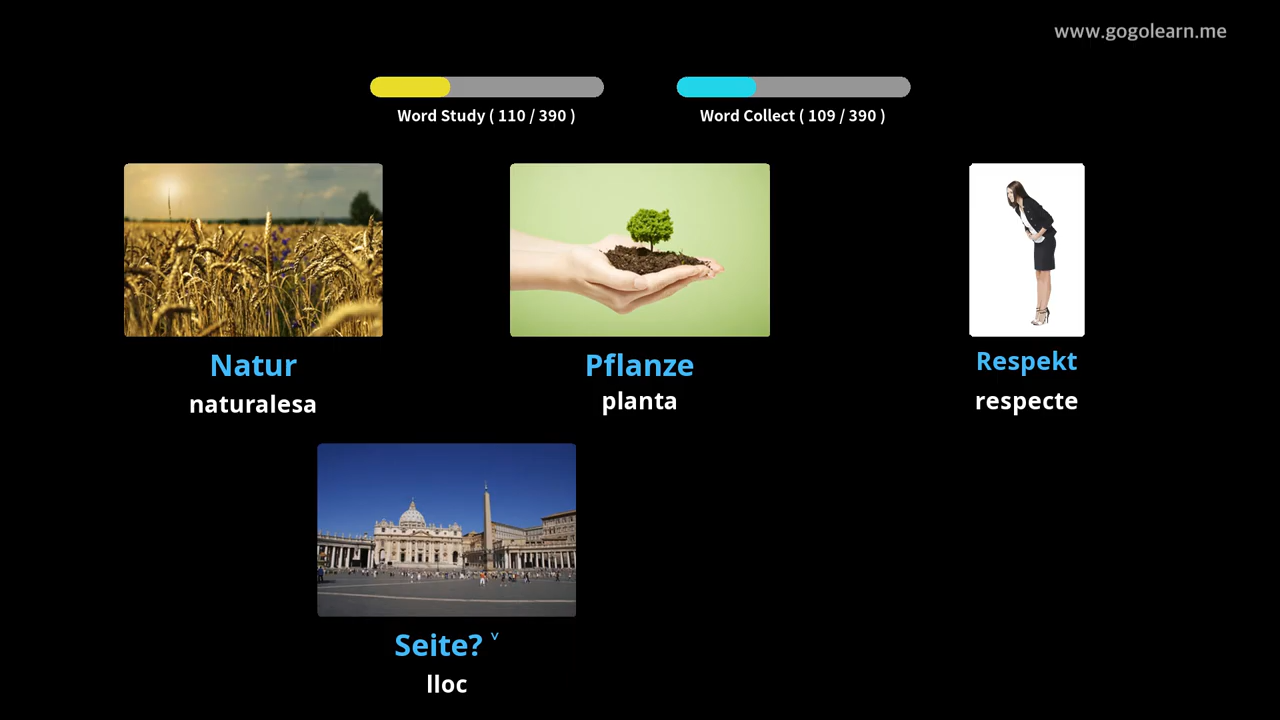 www.gogolearn.me
Word Study ( 110 / 390 )
Word Collect ( 109 / 390 )
Natur
Pflanze
Respekt
naturalesa
planta
respecte
Seite? ˅
lloc